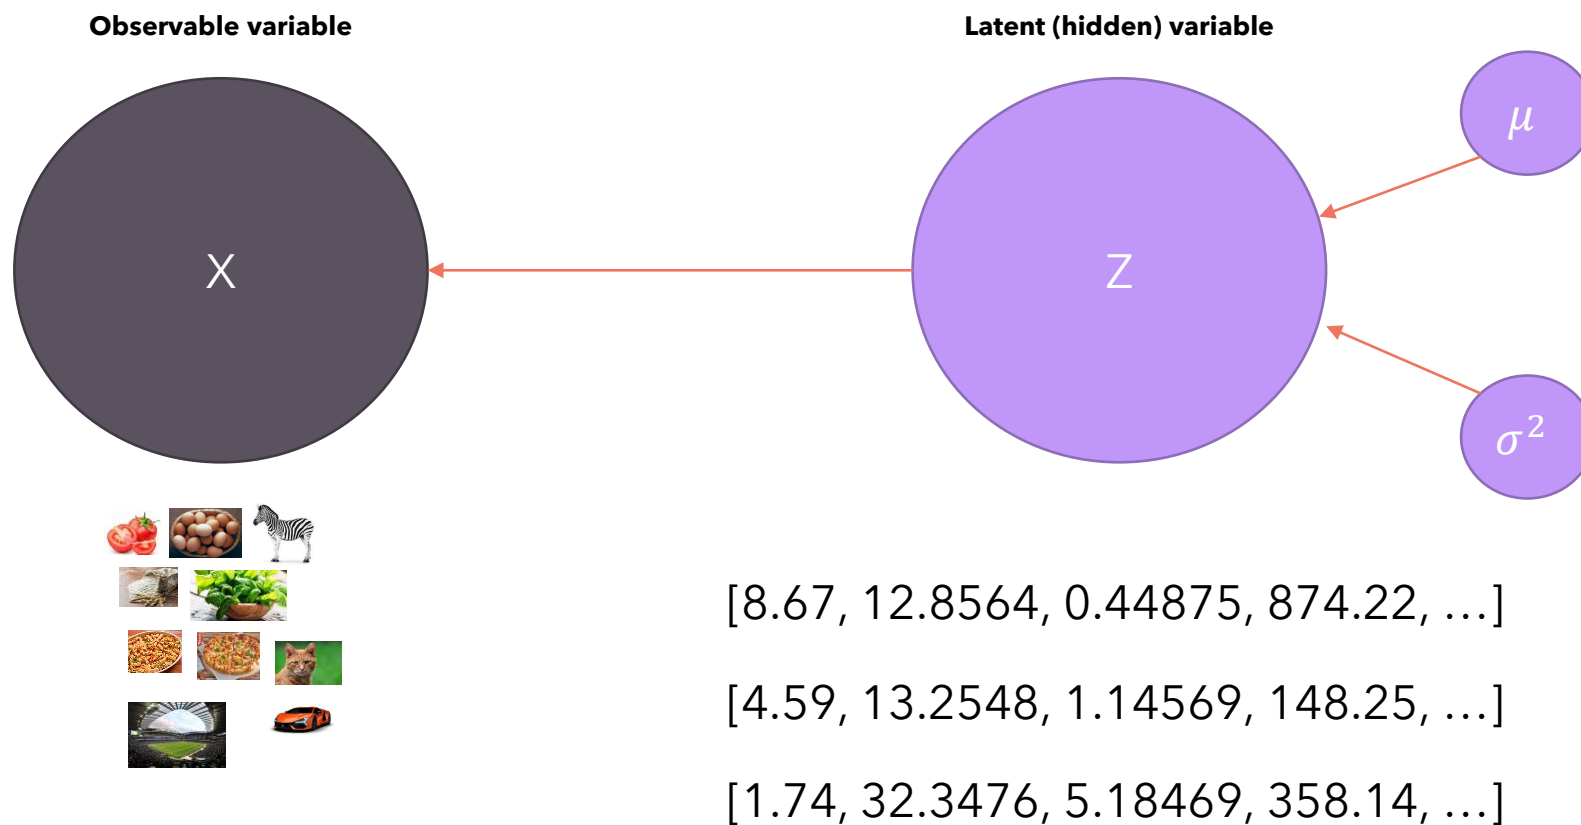 Observable variable
Latent (hidden) variable
μ
X
Z
σ²
[8.67, 12.8564, 0.44875, 874.22, …]
[4.59, 13.2548, 1.14569, 148.25, …]
[1.74, 32.3476, 5.18469, 358.14, …]